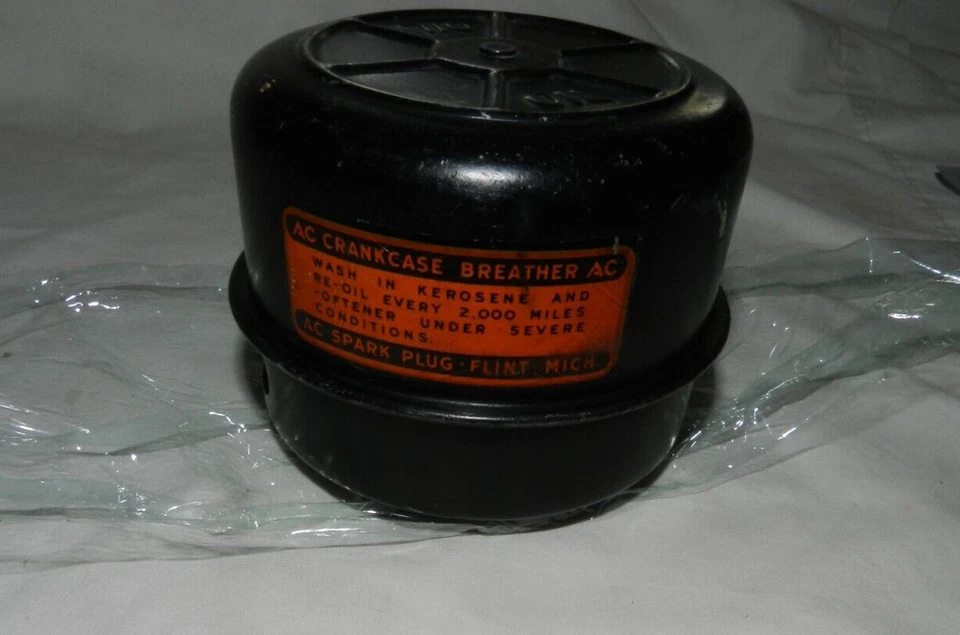 OIL
AC CRANKCASE BREATHER AC
WASH IN KEROSENE AND
RE-OIL EVERY 2,000 MILES
-OFTENER UNDER SEVERE
CONDITIONS
AC SPARK PLUG-FLINT, MICH.